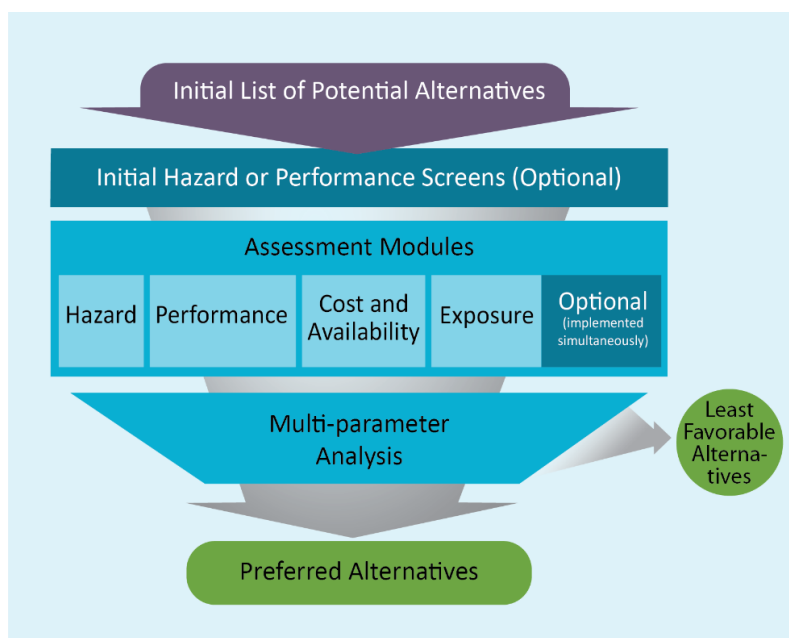 Initial List of Potential Alternatives
Initial Hazard or Performance Screens (Optional)
Assessment Modules
Hazard
Performance
Cost and
Availability
Exposure
Optional
(implemented
simultaneously)
Multi-parameter
Analysis
Least
Favorable
Alterna-
tives
Preferred Alternatives